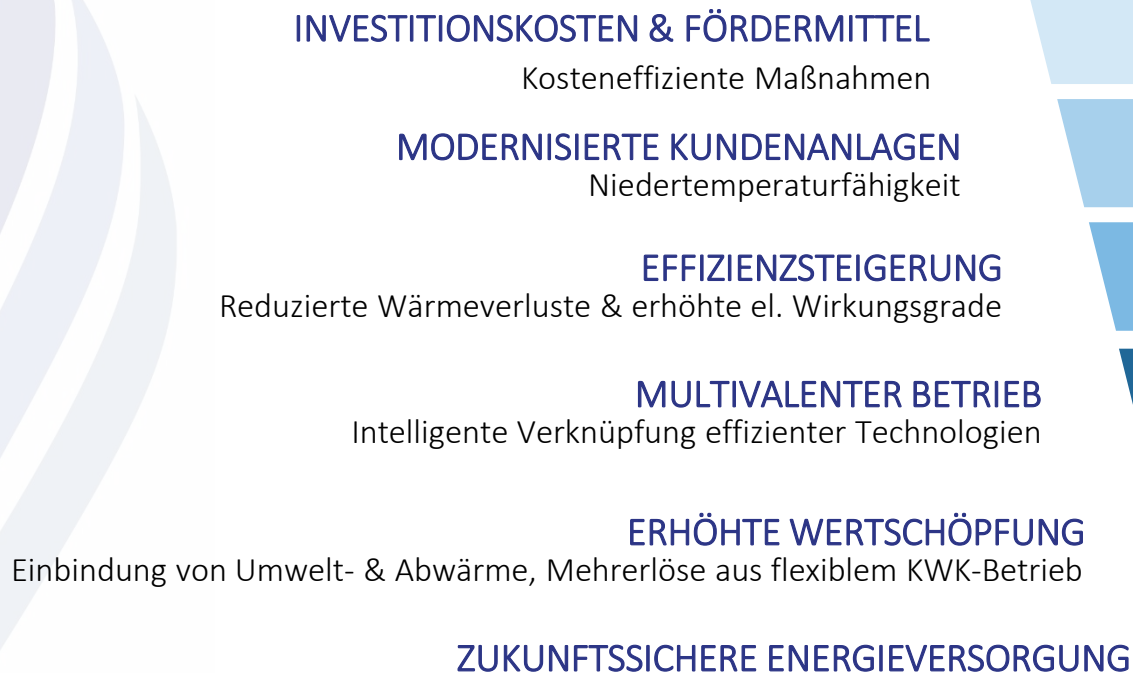 INVESTITIONSKOSTEN & FÖRDERMITTEL
Kosteneffiziente Maßnahmen
MODERNISIERTE KUNDENANLAGEN
Niedertemperaturfähigkeit
EFFIZIENZSTEIGERUNG
Reduzierte Wärmeverluste & erhöhte el. Wirkungsgrade
MULTIVALENTER BETRIEB
Intelligente Verknüpfung effizienter Technologien
ERHÖHTE WERTSCHÖPFUNG
Einbindung von Umwelt- & Abwärme, Mehrerlöse aus flexiblem KWK-Betrieb
ZUKUNFTSSICHERE ENERGIEVERSORGUNG